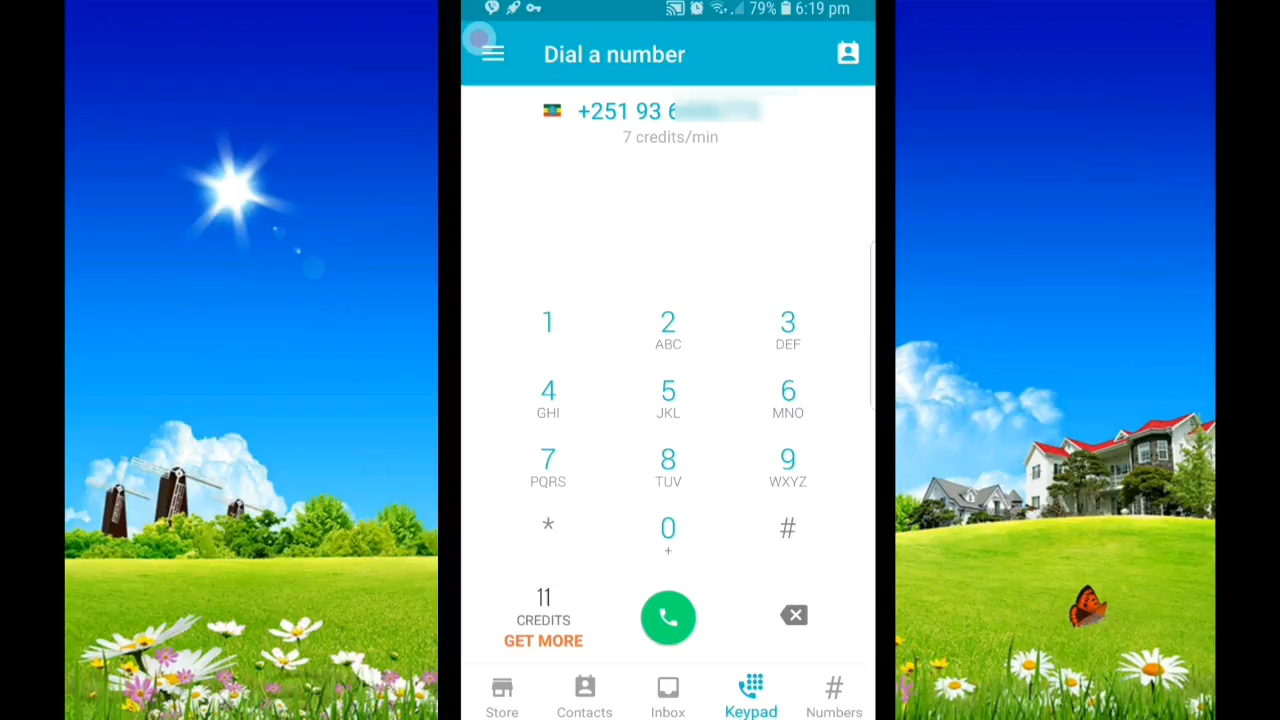 79% 6:19 pm
Dial a number
+251 93 6
7 credits/min
1 2 3
ABC DEF
4 5 6
GHI JKL MNO
7 8 9
PQRS TUV WXYZ
* 0 #
+
11
CREDITS
GET MORE
Store Contacts Inbox Keypad # Numbers